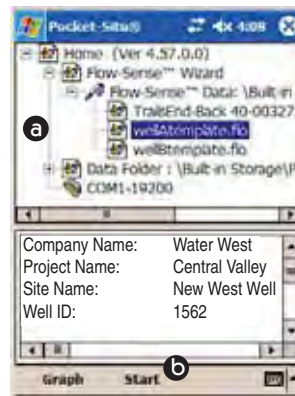 Pocket-Situ® 4:09
Home (Ver 4.57.0.0)
Flow-Sense™ Wizard
Flow-Sense™ Data: \Built-in
TrailsEnd-Back 40-00327
a
wellAtemplate.flo
wellBtemplate.flo
Data Folder : \Built-in Storage\
COM1-19200
Company Name: Water West
Project Name: Central Valley
Site Name: New West Well
Well ID: 1562
b
Graph Start